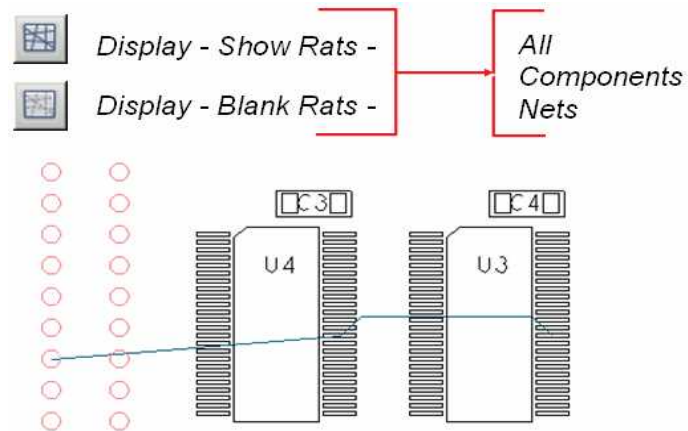 Display - Show Rats -
Display - Blank Rats -
All
Components
Nets
C3
C4
U4
U3